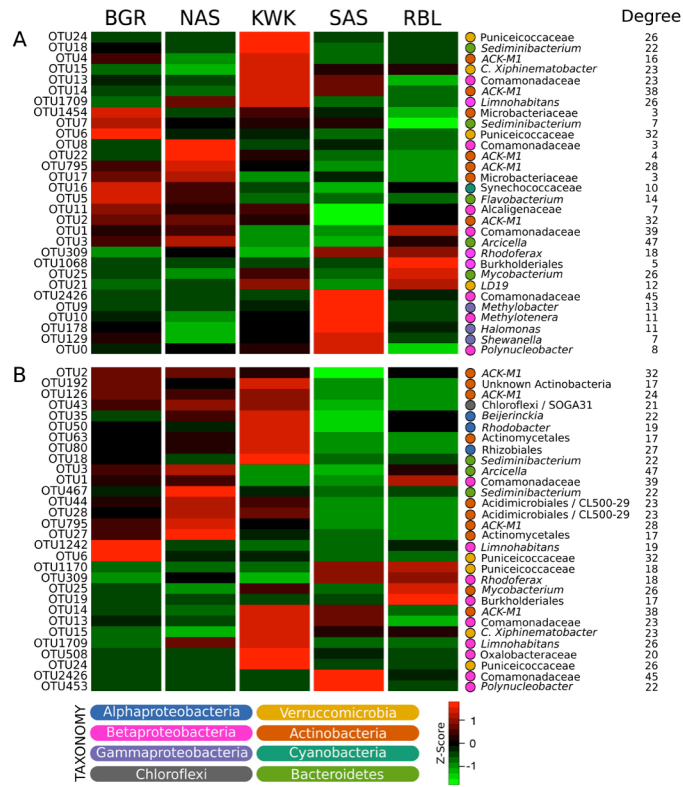 BGR NAS KWK SAS RBL Degree
A
OTU24 Puniceicoccaceae 26
OTU18 Sediminibacterium 22
OTU4 ACK-M1 16
OTU15 C. Xiphinematobacter 23
OTU13 Comamonadaceae 23
OTU14 ACK-M1 38
OTU1709 Limnohabitans 26
OTU1454 Microbacteriaceae 3
OTU7 Sediminibacterium 7
OTU6 Puniceicoccaceae 32
OTU8 Comamonadaceae 3
OTU22 ACK-M1 4
OTU795 ACK-M1 28
OTU17 Microbacteriaceae 3
OTU16 Synechococcaceae 10
OTU5 Flavobacterium 14
OTU11 Alcaligenaceae 7
OTU2 ACK-M1 32
OTU1 Comamonadaceae 39
OTU3 Arcicella 47
OTU309 Rhodoferax 18
OTU1068 Burkholderiales 5
OTU25 Mycobacterium 26
OTU21 LD19 12
OTU2426 Comamonadaceae 45
OTU9 Methylobacter 13
OTU10 Methylotenera 11
OTU178 Halomonas 11
OTU129 Shewanella 7
OTU0 Polynucleobacter 8
B
OTU2 ACK-M1 32
OTU192 Unknown Actinobacteria 17
OTU126 ACK-M1 24
OTU43 Chloroflexi / SOGA31 21
OTU35 Beijerinckia 22
OTU50 Rhodobacter 19
OTU63 Actinomycetales 17
OTU80 Rhizobiales 27
OTU18 Sediminibacterium 22
OTU3 Arcicella 47
OTU1 Comamonadaceae 39
OTU467 Sediminibacterium 22
OTU44 Acidimicrobiales / CL500-29 23
OTU28 Acidimicrobiales / CL500-29 23
OTU795 ACK-M1 28
OTU27 Actinomycetales 17
OTU1242 Limnohabitans 19
OTU6 Puniceicoccaceae 32
OTU1170 Puniceicoccaceae 18
OTU309 Rhodoferax 18
OTU25 Mycobacterium 26
OTU19 Burkholderiales 17
OTU14 ACK-M1 38
OTU13 Comamonadaceae 23
OTU15 C. Xiphinematobacter 23
OTU1709 Limnohabitans 26
OTU508 Oxalobacteraceae 20
OTU24 Puniceicoccaceae 26
OTU2426 Comamonadaceae 45
OTU453 Polynucleobacter 22
TAXONOMY
Alphaproteobacteria Verrucomicrobia
Betaproteobacteria Actinobacteria
Gammaproteobacteria Cyanobacteria
Chloroflexi Bacteroidetes
Z-Score
1
0
-1